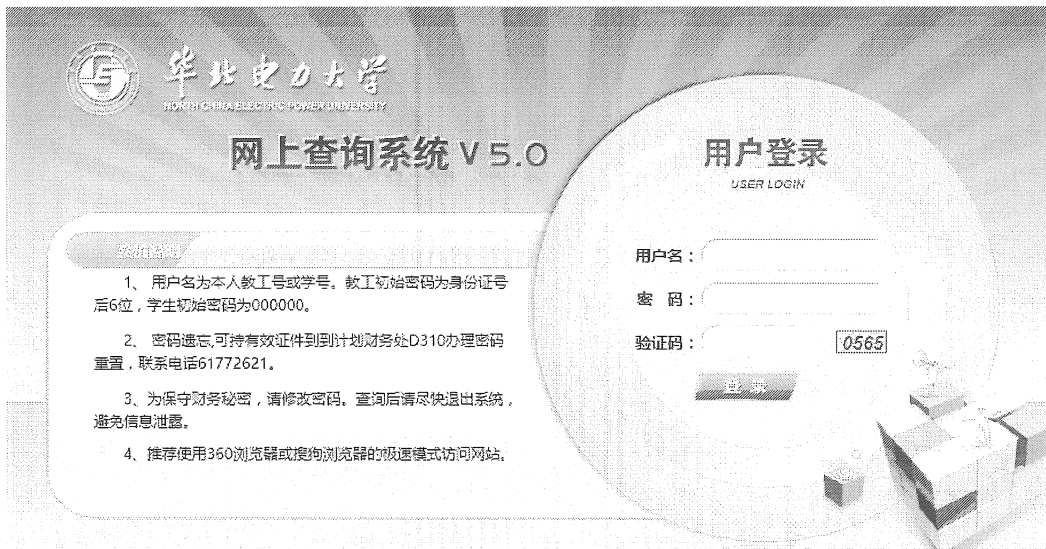 华北电力大学
NORTH CHINA ELECTRIC POWER UNIVERSITY
网上查询系统 V 5.0
用户登录
USER LOGIN
1、 用户名为本人教工号或学号。教工初始密码为身份证号
后6位，学生初始密码为000000。
2、 密码遗忘,可持有效证件到到计划财务处D310办理密码
重置，联系电话61772621。
3、为保守财务秘密，请修改密码。查询后请尽快退出系统，
避免信息泄露。
4、推荐使用360浏览器或搜狗浏览器的极速模式访问网站。
用户名：
密 码：
验证码：
0565
登 录